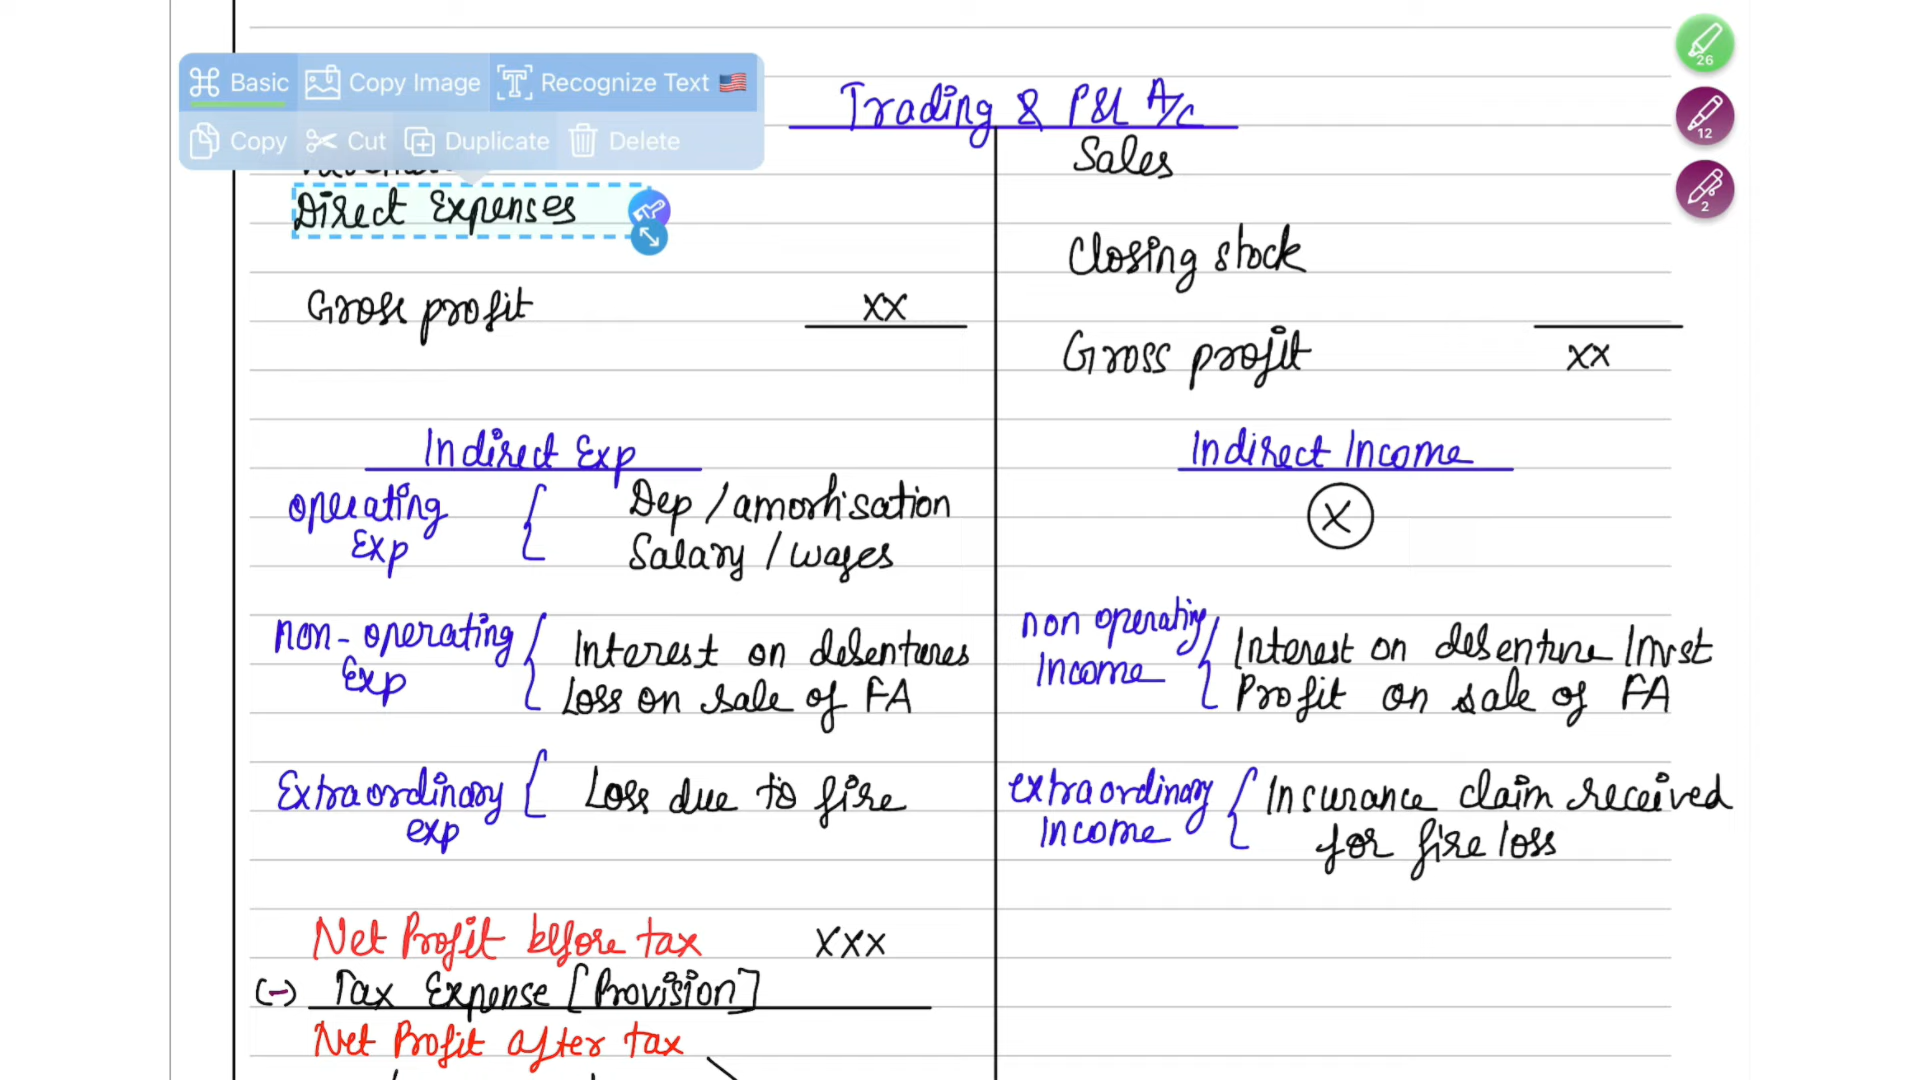 Basic Copy Image Recognize Text
Copy Cut Duplicate Delete
26
12
2
Trading & P&L A/c
Sales
Direct Expenses
Closing stock
Gross profit XX
Gross profit XX
Indirect Exp
Indirect Income
operating Exp { Dep / amortisation
Salary / wages
X
non-operating Exp { Interest on debentures
Loss on sale of FA
non operating Income { Interest on debenture Invst
Profit on sale of FA
Extraordinary exp { Loss due to fire
extraordinary Income { Insurance claim received
for fire loss
Net Profit before tax XXX
(-) Tax Expense [Provision]
Net Profit after tax